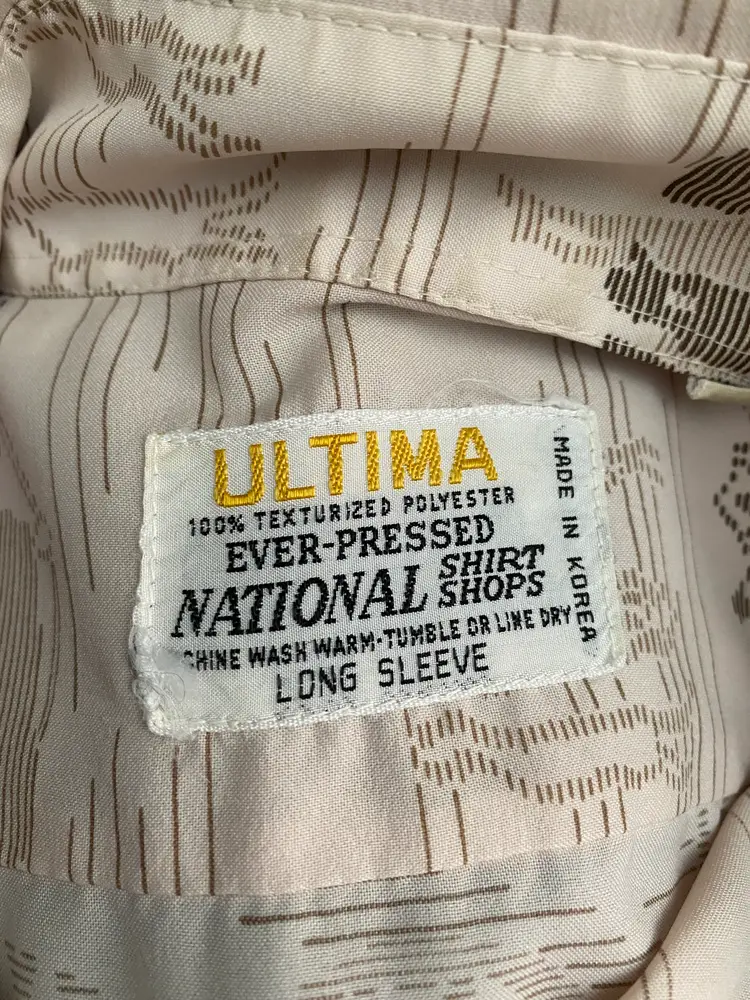 ULTIMA
100% TEXTURIZED POLYESTER
EVER-PRESSED
NATIONAL SHIRT SHOPS
CHINE WASH WARM-TUMBLE OR LINE DRY
LONG SLEEVE
MADE IN KOREA